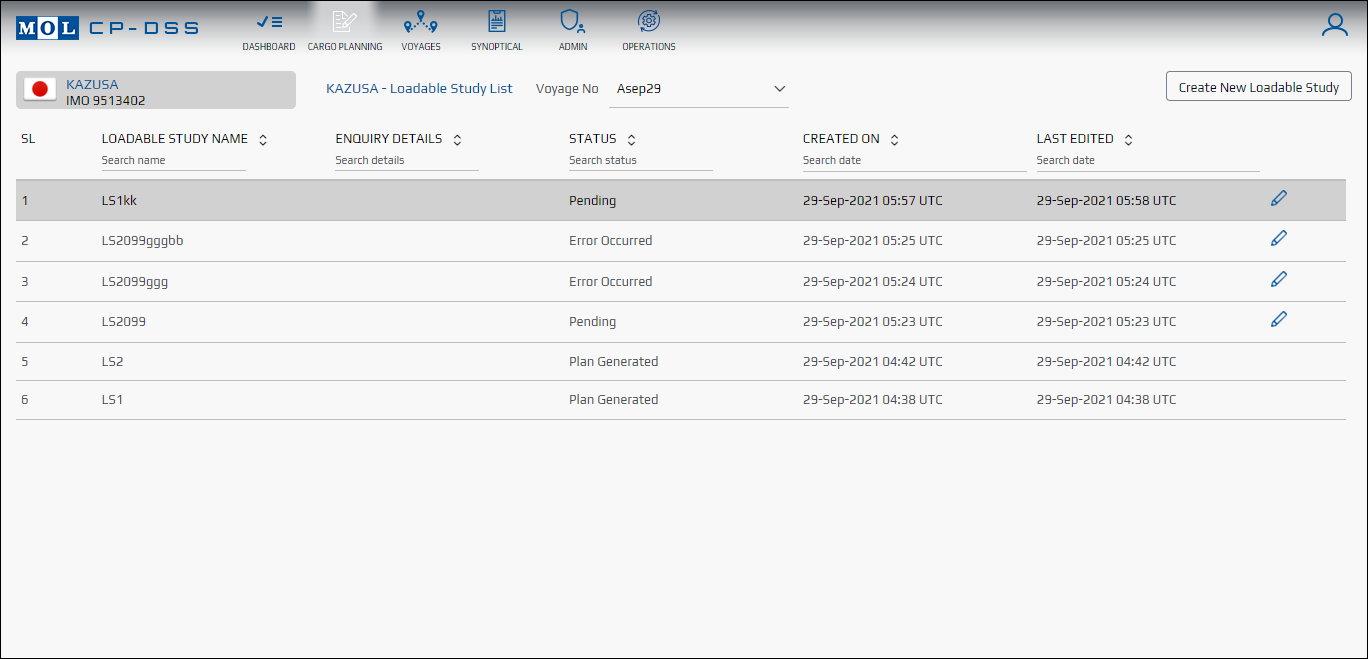 MOL CP-DSS
DASHBOARD CARGO PLANNING VOYAGES SYNOPTICAL ADMIN OPERATIONS
KAZUSA
IMO 9513402
KAZUSA - Loadable Study List Voyage No Asep29 Create New Loadable Study
SL LOADABLE STUDY NAME ENQUIRY DETAILS STATUS CREATED ON LAST EDITED
Search name Search details Search status Search date Search date
1 LS1kk Pending 29-Sep-2021 05:57 UTC 29-Sep-2021 05:58 UTC
2 LS2099gggbb Error Occurred 29-Sep-2021 05:25 UTC 29-Sep-2021 05:25 UTC
3 LS2099ggg Error Occurred 29-Sep-2021 05:24 UTC 29-Sep-2021 05:24 UTC
4 LS2099 Pending 29-Sep-2021 05:23 UTC 29-Sep-2021 05:23 UTC
5 LS2 Plan Generated 29-Sep-2021 04:42 UTC 29-Sep-2021 04:42 UTC
6 LS1 Plan Generated 29-Sep-2021 04:38 UTC 29-Sep-2021 04:38 UTC